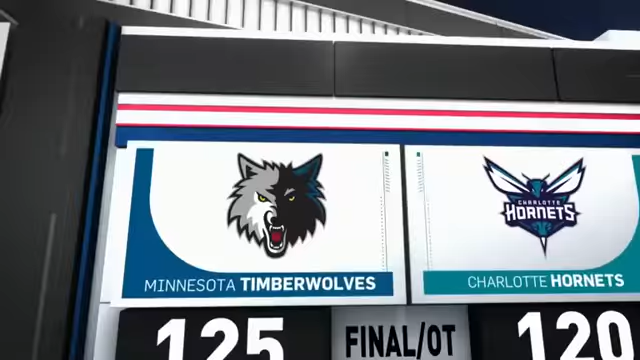 CHARLOTTE
HORNETS
MINNESOTA TIMBERWOLVES
CHARLOTTE HORNETS
125
FINAL/OT
120